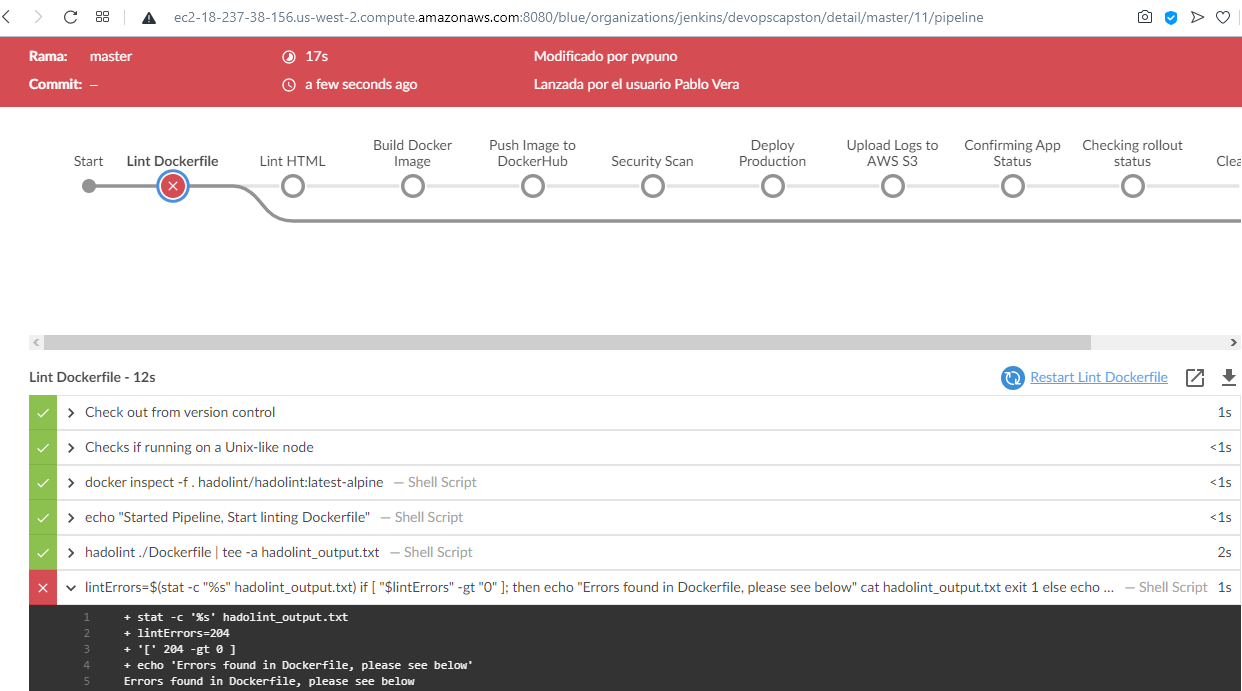 ec2-18-237-38-156.us-west-2.compute.amazonaws.com:8080/blue/organizations/jenkins/devopscapston/detail/master/11/pipeline
Rama: master 17s Modificado por pvpuno
Commit: – a few seconds ago Lanzada por el usuario Pablo Vera
Start
Lint Dockerfile
Lint HTML
Build Docker
Image
Push Image to
DockerHub
Security Scan
Deploy
Production
Upload Logs to
AWS S3
Confirming App
Status
Checking rollout
status
Clea
Lint Dockerfile - 12s Restart Lint Dockerfile
Check out from version control 1s
Checks if running on a Unix-like node <1s
docker inspect -f . hadolint/hadolint:latest-alpine — Shell Script <1s
echo "Started Pipeline, Start linting Dockerfile" — Shell Script <1s
hadolint ./Dockerfile | tee -a hadolint_output.txt — Shell Script 2s
lintErrors=$(stat -c "%s" hadolint_output.txt) if [ "$lintErrors" -gt "0" ]; then echo "Errors found in Dockerfile, please see below" cat hadolint_output.txt exit 1 else echo ... — Shell Script 1s
1 + stat -c '%s' hadolint_output.txt
2 + lintErrors=204
3 + '[' 204 -gt 0 ]
4 + echo 'Errors found in Dockerfile, please see below'
5 Errors found in Dockerfile, please see below